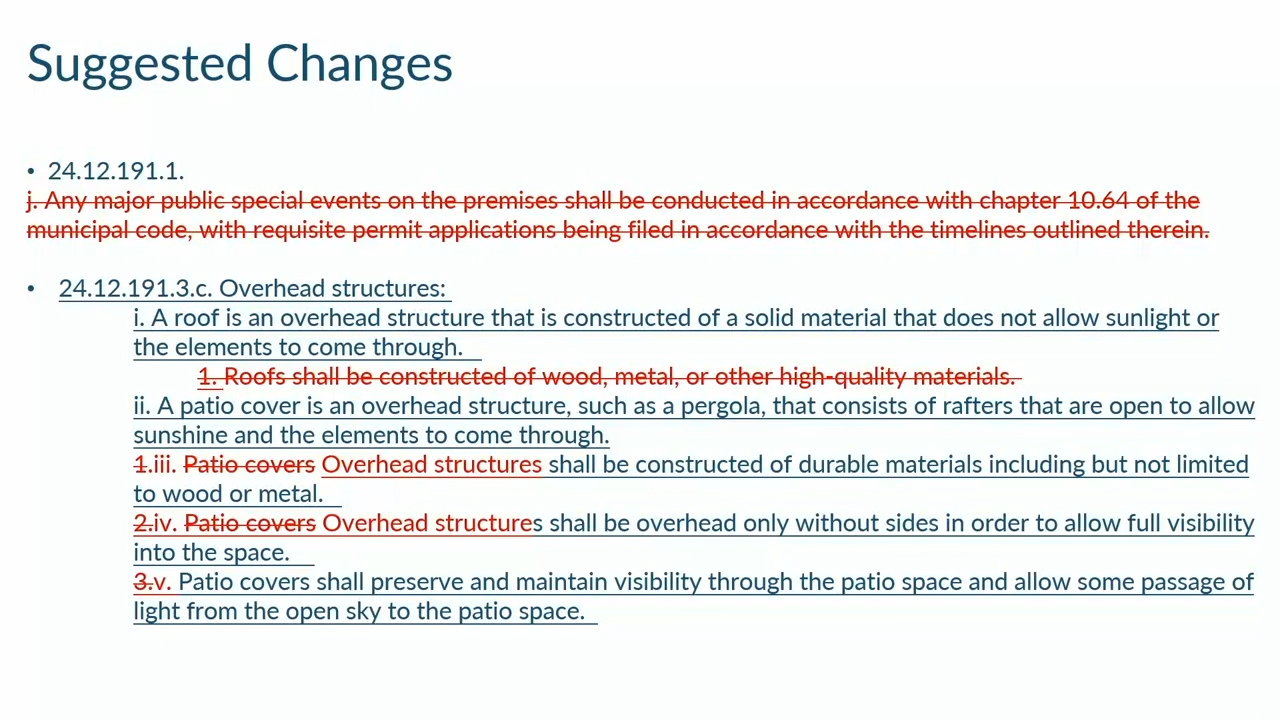 Suggested Changes
• 24.12.191.1.
j. Any major public special events on the premises shall be conducted in accordance with chapter 10.64 of the
municipal code, with requisite permit applications being filed in accordance with the timelines outlined therein.
• 24.12.191.3.c. Overhead structures:
i. A roof is an overhead structure that is constructed of a solid material that does not allow sunlight or
the elements to come through.
1. Roofs shall be constructed of wood, metal, or other high-quality materials.
ii. A patio cover is an overhead structure, such as a pergola, that consists of rafters that are open to allow
sunshine and the elements to come through.
1.iii. Patio covers Overhead structures shall be constructed of durable materials including but not limited
to wood or metal.
2.iv. Patio covers Overhead structures shall be overhead only without sides in order to allow full visibility
into the space.
3.v. Patio covers shall preserve and maintain visibility through the patio space and allow some passage of
light from the open sky to the patio space.